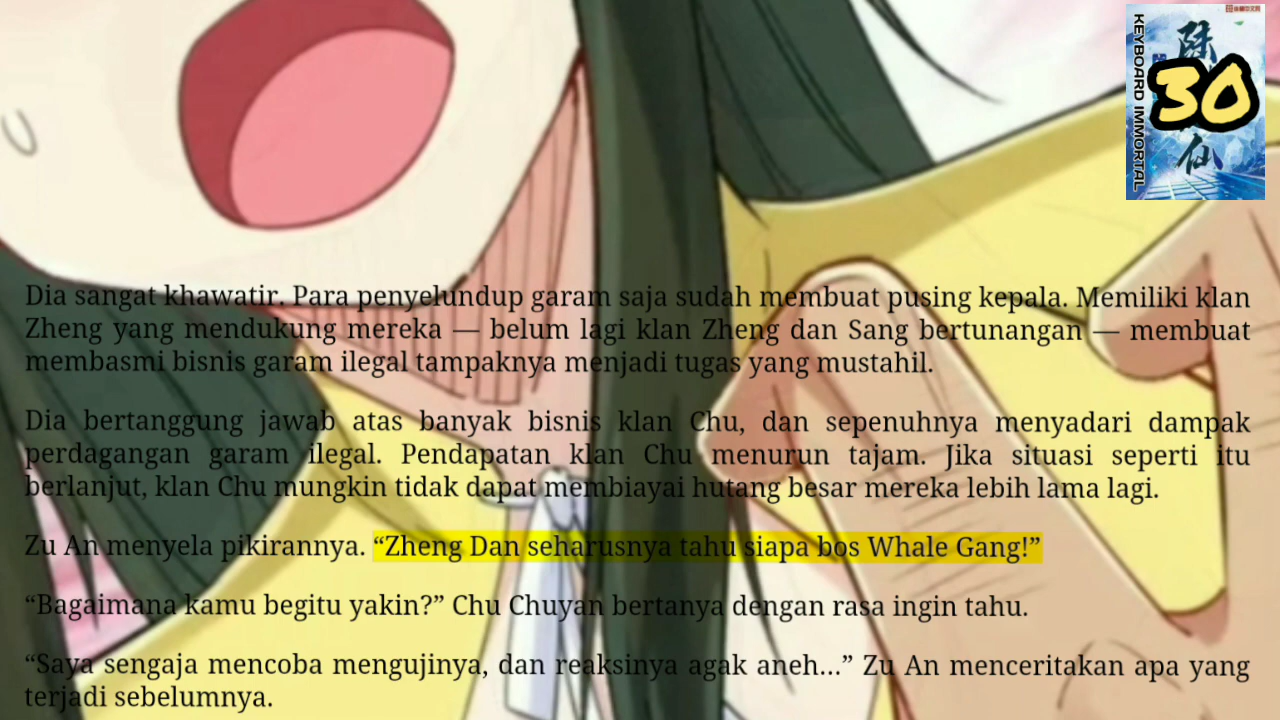 KEYBOARD IMMORTAL
30
仙
Dia sangat khawatir. Para penyelundup garam saja sudah membuat pusing kepala. Memiliki klan
Zheng yang mendukung mereka — belum lagi klan Zheng dan Sang bertunangan — membuat
membasmi bisnis garam ilegal tampaknya menjadi tugas yang mustahil.
Dia bertanggung jawab atas banyak bisnis klan Chu, dan sepenuhnya menyadari dampak
perdagangan garam ilegal. Pendapatan klan Chu menurun tajam. Jika situasi seperti itu
berlanjut, klan Chu mungkin tidak dapat membiayai hutang besar mereka lebih lama lagi.
Zu An menyela pikirannya. “Zheng Dan seharusnya tahu siapa bos Whale Gang!”
“Bagaimana kamu begitu yakin?” Chu Chuyan bertanya dengan rasa ingin tahu.
“Saya sengaja mencoba mengujinya, dan reaksinya agak aneh…” Zu An menceritakan apa yang
terjadi sebelumnya.